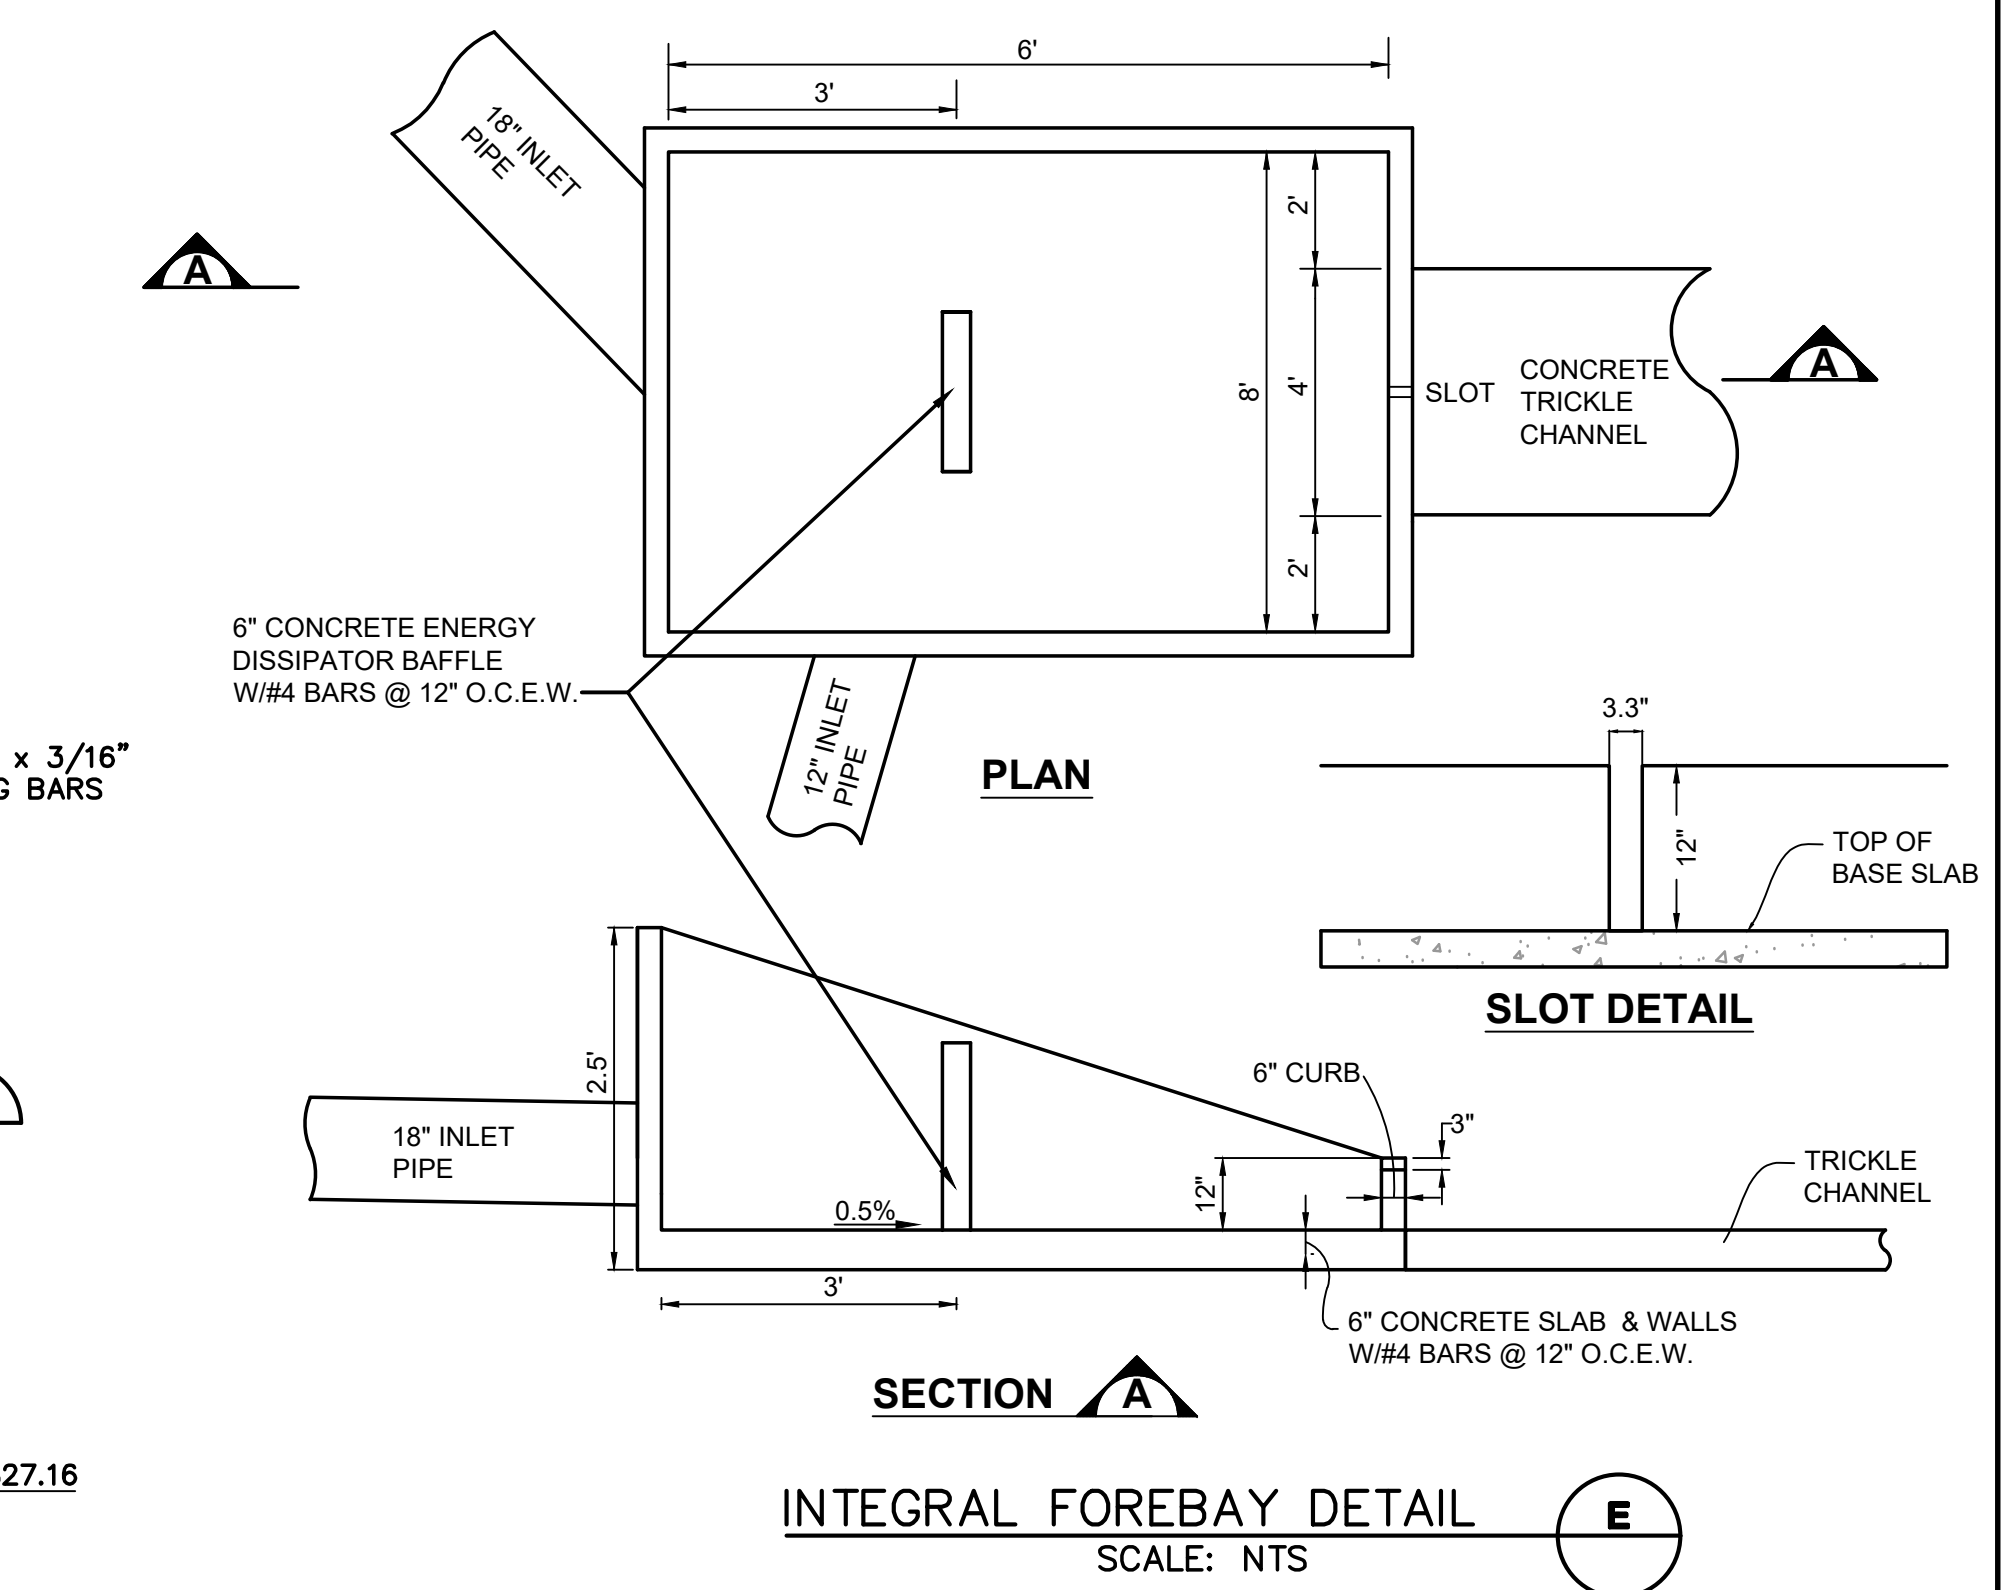 6'
3'
18" INLET
PIPE
A
2'
8'
4'
2'
SLOT
CONCRETE
TRICKLE
CHANNEL
A
6" CONCRETE ENERGY
DISSIPATOR BAFFLE
W/#4 BARS @ 12" O.C.E.W.
12" INLET
PIPE
PLAN
x 3/16"
G BARS
3.3"
12"
TOP OF
BASE SLAB
SLOT DETAIL
2.5'
18" INLET
PIPE
0.5%
3'
12"
6" CURB
3"
TRICKLE
CHANNEL
6" CONCRETE SLAB & WALLS
W/#4 BARS @ 12" O.C.E.W.
SECTION A
27.16
INTEGRAL FOREBAY DETAIL
E
SCALE: NTS